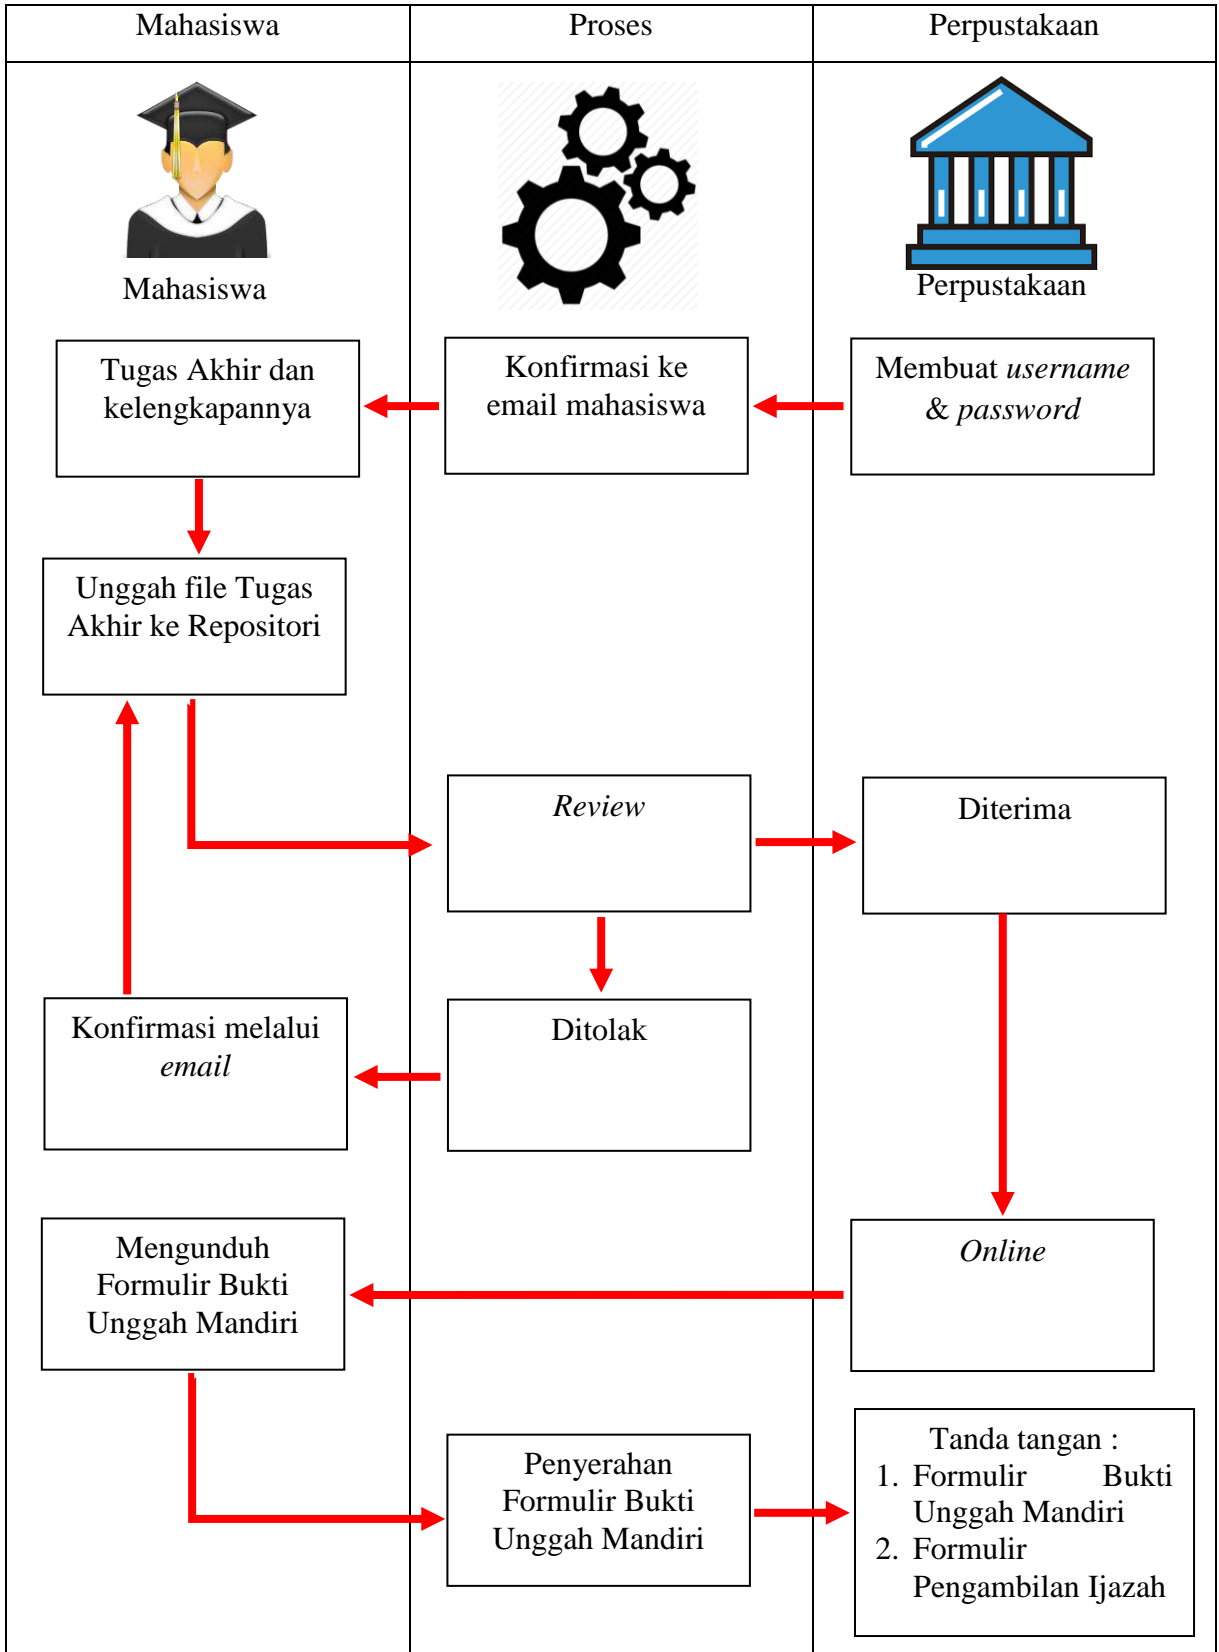 Mahasiswa
Proses
Perpustakaan
Mahasiswa
Perpustakaan
Tugas Akhir dan
kelengkapannya
Konfirmasi ke
email mahasiswa
Membuat username
& password
Unggah file Tugas
Akhir ke Repositori
Review
Diterima
Konfirmasi melalui
email
Ditolak
Mengunduh
Formulir Bukti
Unggah Mandiri
Online
Penyerahan
Formulir Bukti
Unggah Mandiri
Tanda tangan :
1. Formulir Bukti
Unggah Mandiri
2. Formulir
Pengambilan Ijazah